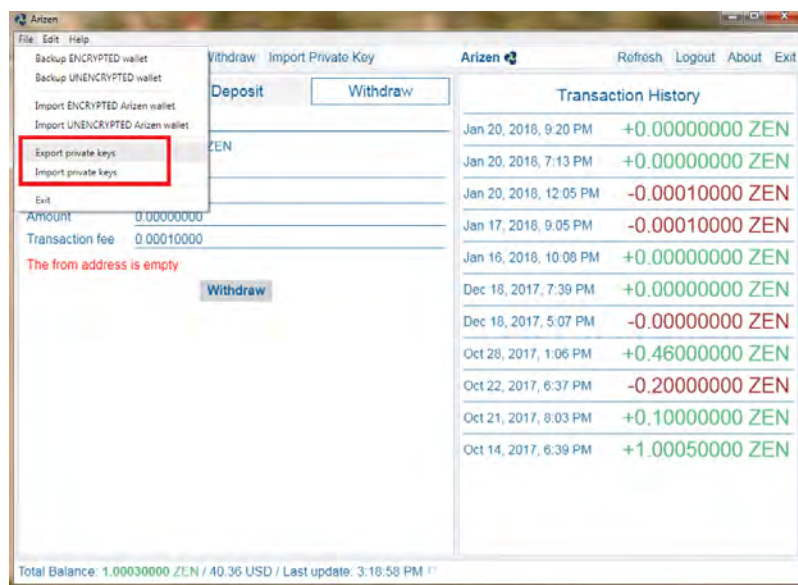 Arizen
File Edit Help
Withdraw Import Private Key
Arizen Refresh Logout About Exit
Backup ENCRYPTED wallet
Backup UNENCRYPTED wallet
Import ENCRYPTED Arizen wallet
Import UNENCRYPTED Arizen wallet
Export private keys
Import private keys
Exit
Deposit Withdraw
ZEN
Amount 0.00000000
Transaction fee 0.00010000
The from address is empty
Withdraw
Transaction History
Jan 20, 2018, 9:20 PM +0.00000000 ZEN
Jan 20, 2018, 7:13 PM +0.00000000 ZEN
Jan 20, 2018, 12:05 PM -0.00010000 ZEN
Jan 17, 2018, 9:05 PM -0.00010000 ZEN
Jan 16, 2018, 10:08 PM +0.00000000 ZEN
Dec 18, 2017, 7:39 PM +0.00000000 ZEN
Dec 18, 2017, 5:07 PM -0.00000000 ZEN
Oct 28, 2017, 1:06 PM +0.46000000 ZEN
Oct 22, 2017, 6:37 PM -0.20000000 ZEN
Oct 21, 2017, 8:03 PM +0.10000000 ZEN
Oct 14, 2017, 6:39 PM +1.00050000 ZEN
Total Balance: 1.00030000 ZEN / 40.36 USD / Last update: 3:18:58 PM